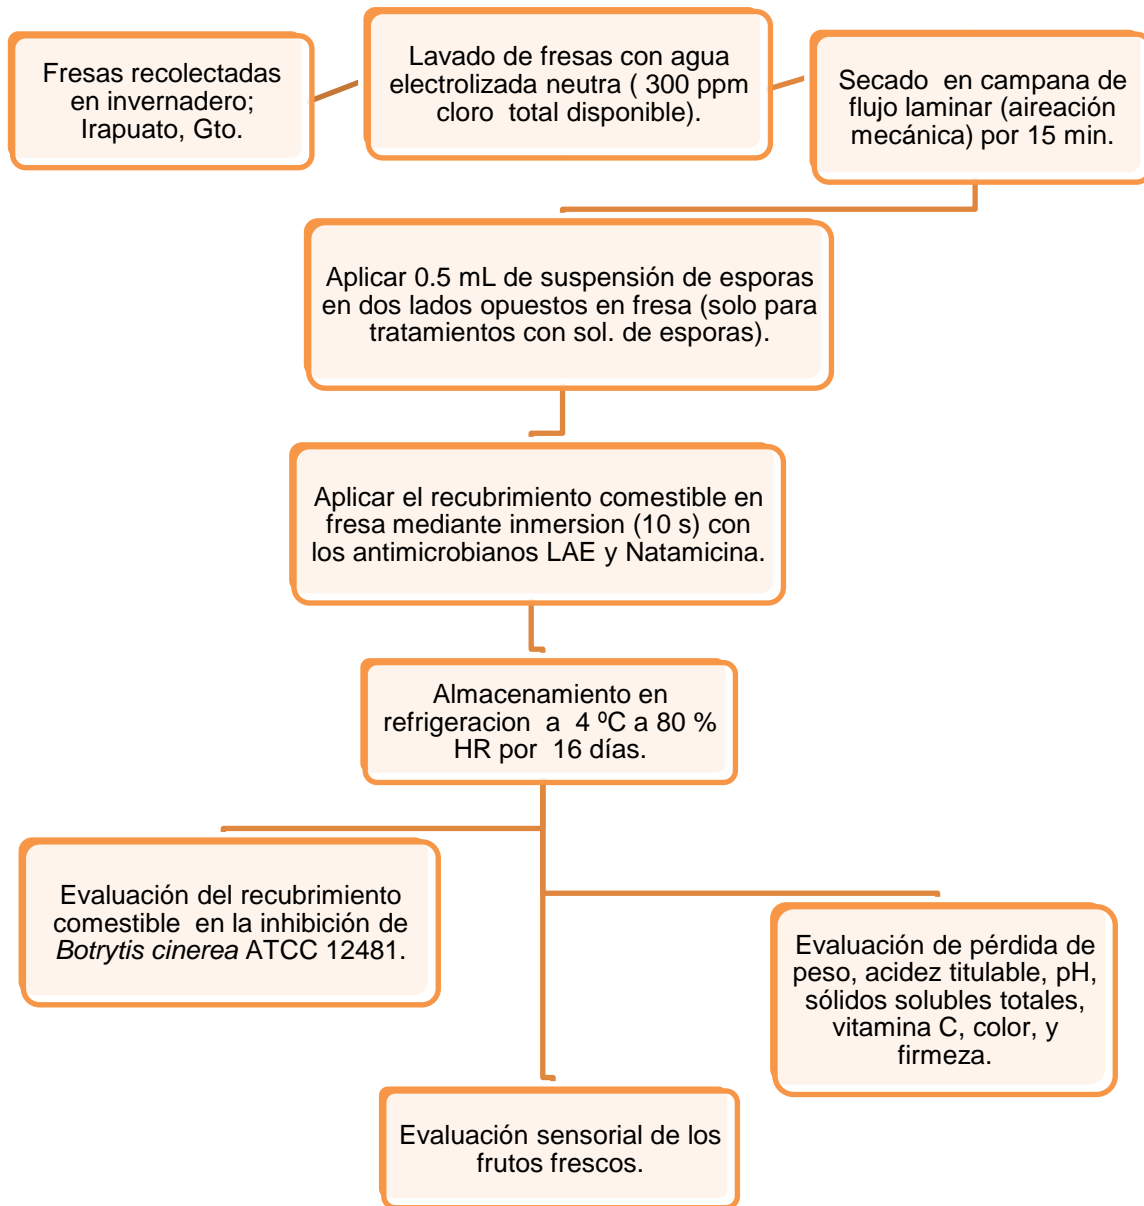 Fresas recolectadas
en invernadero;
Irapuato, Gto.
Lavado de fresas con agua
electrolizada neutra ( 300 ppm
cloro total disponible).
Secado en campana de
flujo laminar (aireación
mecánica) por 15 min.
Aplicar 0.5 mL de suspensión de esporas
en dos lados opuestos en fresa (solo para
tratamientos con sol. de esporas).
Aplicar el recubrimiento comestible en
fresa mediante inmersion (10 s) con
los antimicrobianos LAE y Natamicina.
Almacenamiento en
refrigeracion a 4 ºC a 80 %
HR por 16 días.
Evaluación del recubrimiento
comestible en la inhibición de
Botrytis cinerea ATCC 12481.
Evaluación de pérdida de
peso, acidez titulable, pH,
sólidos solubles totales,
vitamina C, color, y
firmeza.
Evaluación sensorial de los
frutos frescos.